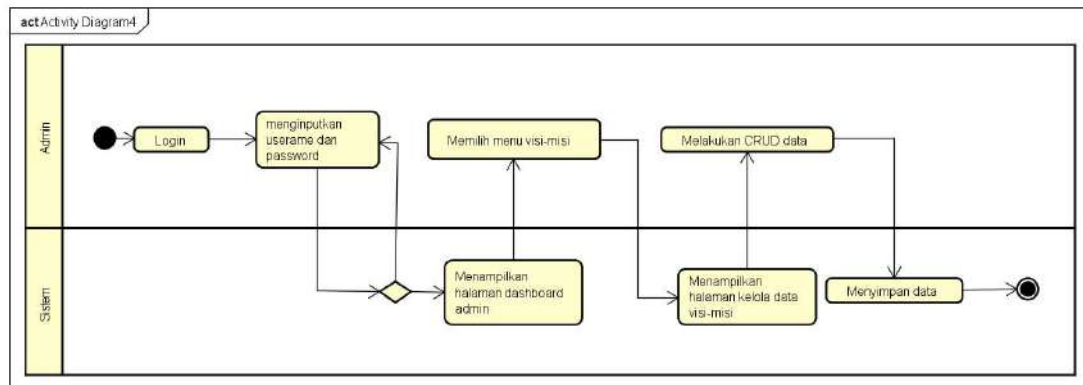 act Activity Diagram4
Admin
Login
menginputkan
userame dan
password
Memilih menu visi-misi
Melakukan CRUD data
Sistem
Menampilkan
halaman dashboard
admin
Menampilkan
halaman kelola data
visi-misi
Menyimpan data